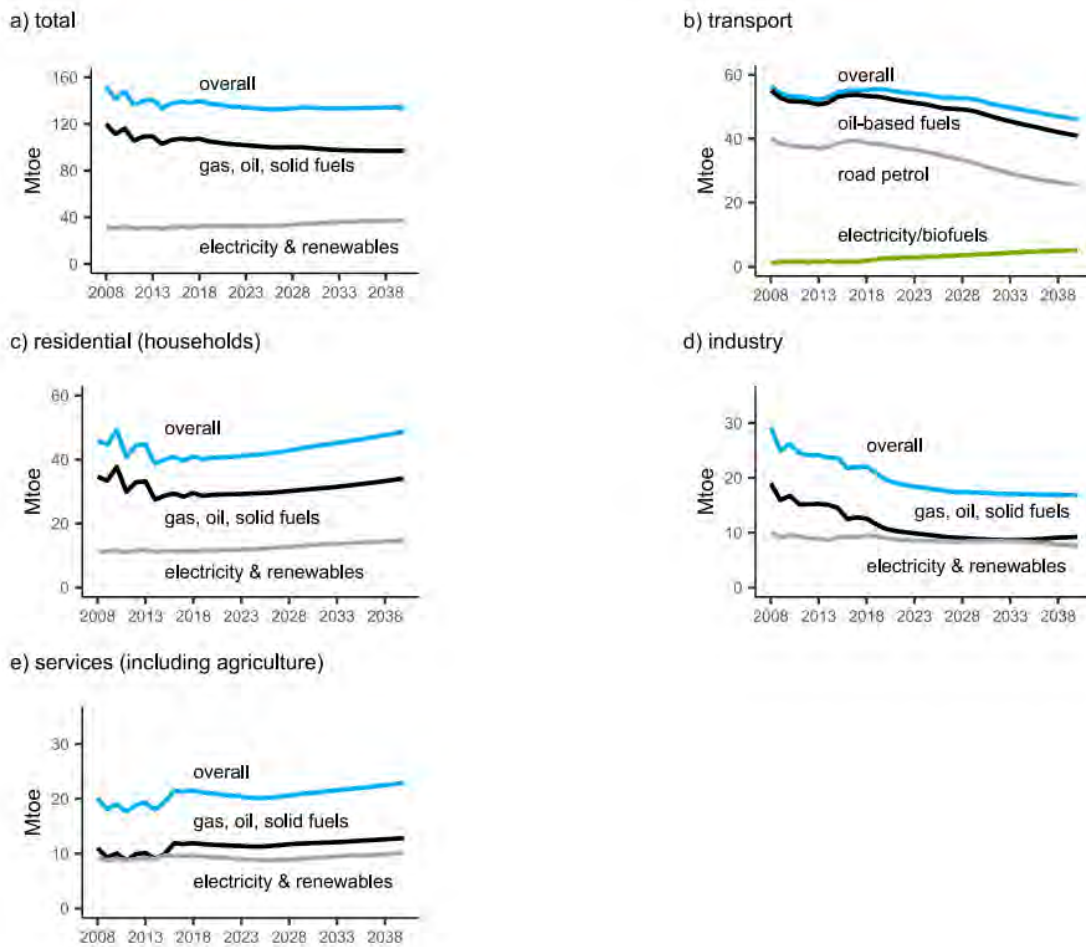 a) total
160
120
80
40
0
Mtoe
overall
gas, oil, solid fuels
electricity & renewables
2008 2013 2018 2023 2028 2033 2038
b) transport
60
40
20
0
Mtoe
overall
oil-based fuels
road petrol
electricity/biofuels
2008 2013 2018 2023 2028 2033 2038
c) residential (households)
60
40
20
0
Mtoe
overall
gas, oil, solid fuels
electricity & renewables
2008 2013 2018 2023 2028 2033 2038
d) industry
30
20
10
0
Mtoe
overall
gas, oil, solid fuels
electricity & renewables
2008 2013 2018 2023 2028 2033 2038
e) services (including agriculture)
30
20
10
0
Mtoe
overall
gas, oil, solid fuels
electricity & renewables
2008 2013 2018 2023 2028 2033 2038